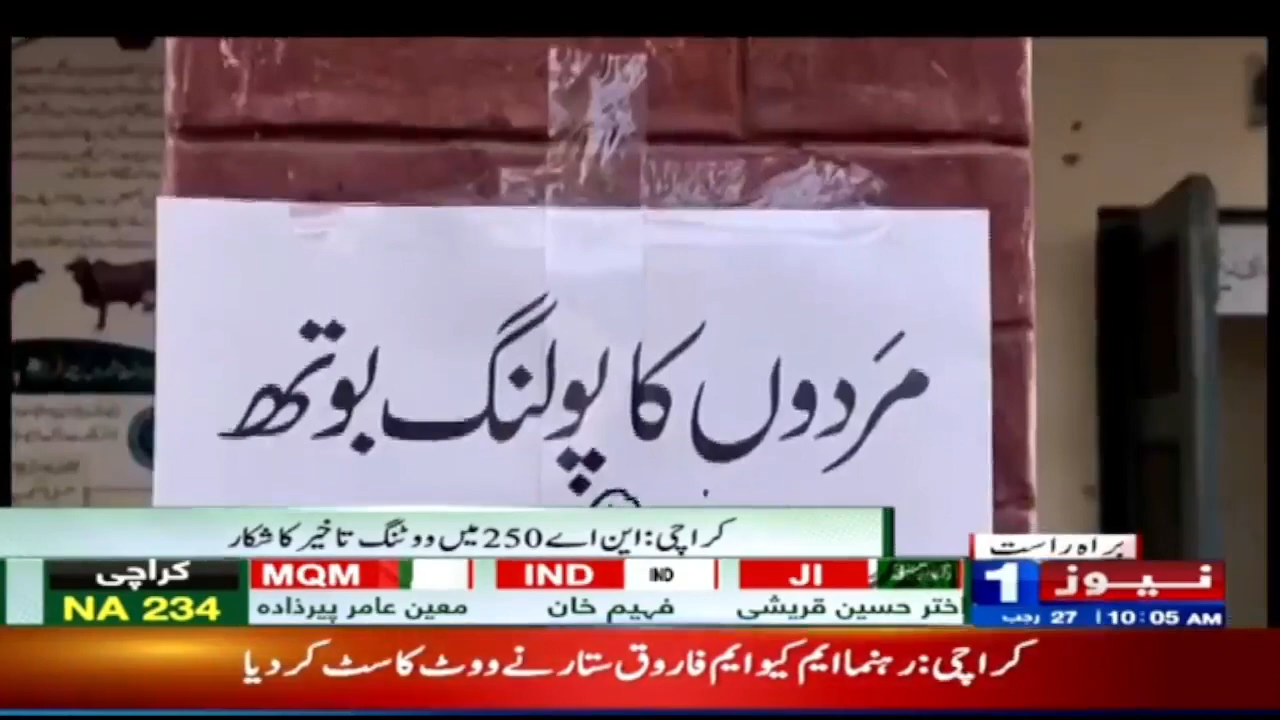 مَردوں کا پولنگ بوتھ
کراچی: این اے 250 میں ووٹنگ تاخیر کا شکار
براہ راست
کراچی
NA 234
MQM
معین عامر پیرزادہ
IND
IND
فہیم خان
JI
اختر حسین قریشی
1 نیوز
27 رجب | 10:05 AM
کراچی: رہنما ایم کیو ایم فاروق ستار نے ووٹ کاسٹ کر دیا